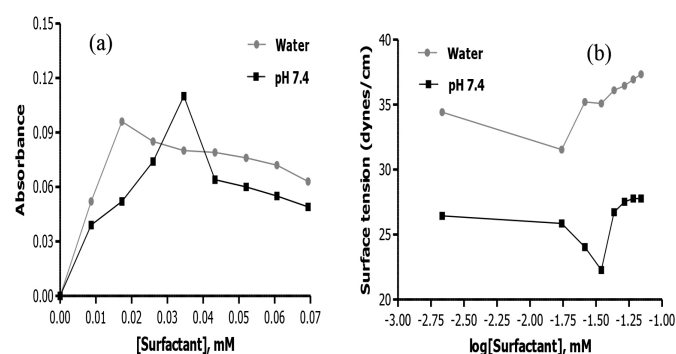 (a)
Water
pH 7.4
Absorbance
0.15
0.12
0.09
0.06
0.03
0.00
0.00 0.01 0.02 0.03 0.04 0.05 0.06 0.07
[Surfactant], mM
(b)
Water
pH 7.4
Surface tension (dynes/cm)
40
35
30
25
20
-3.00 -2.75 -2.50 -2.25 -2.00 -1.75 -1.50 -1.25 -1.00
log[Surfactant], mM